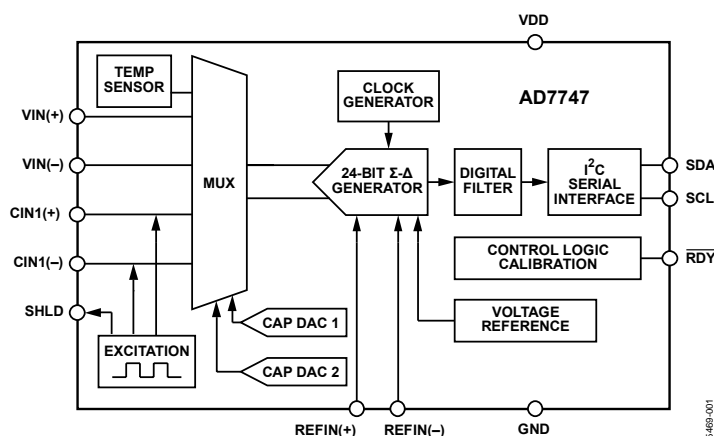 VDD
TEMP
SENSOR
CLOCK
GENERATOR
AD7747
VIN(+)
VIN(–)
CIN1(+)
CIN1(–)
SHLD
MUX
24-BIT Σ-Δ
GENERATOR
DIGITAL
FILTER
I²C
SERIAL
INTERFACE
SDA
SCL
CONTROL LOGIC
CALIBRATION
RDY
VOLTAGE
REFERENCE
CAP DAC 1
CAP DAC 2
EXCITATION
REFIN(+)
REFIN(–)
GND